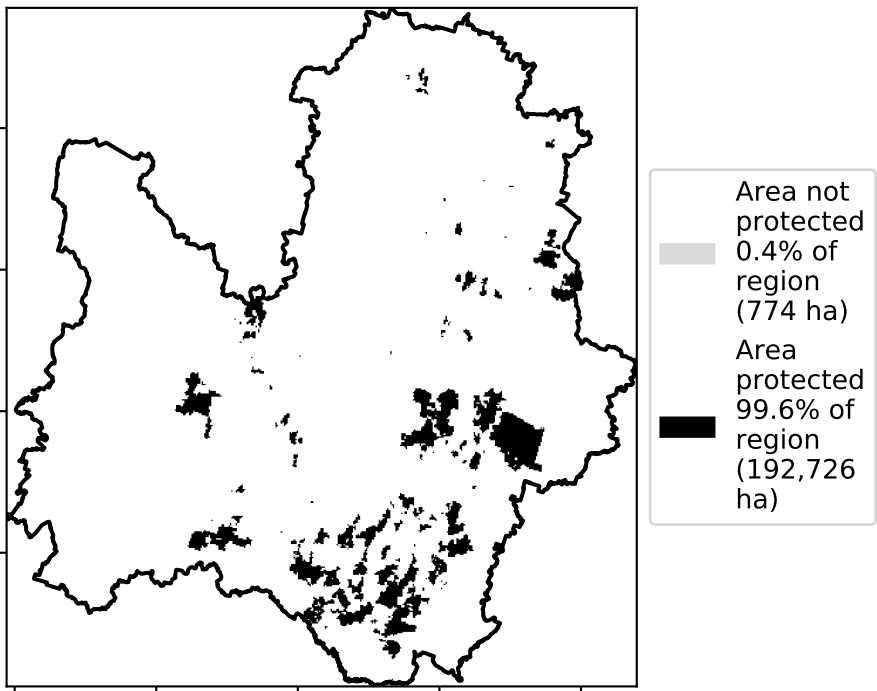 Area not
protected
0.4% of
region
(774 ha)
Area
protected
99.6% of
region
(192,726
ha)